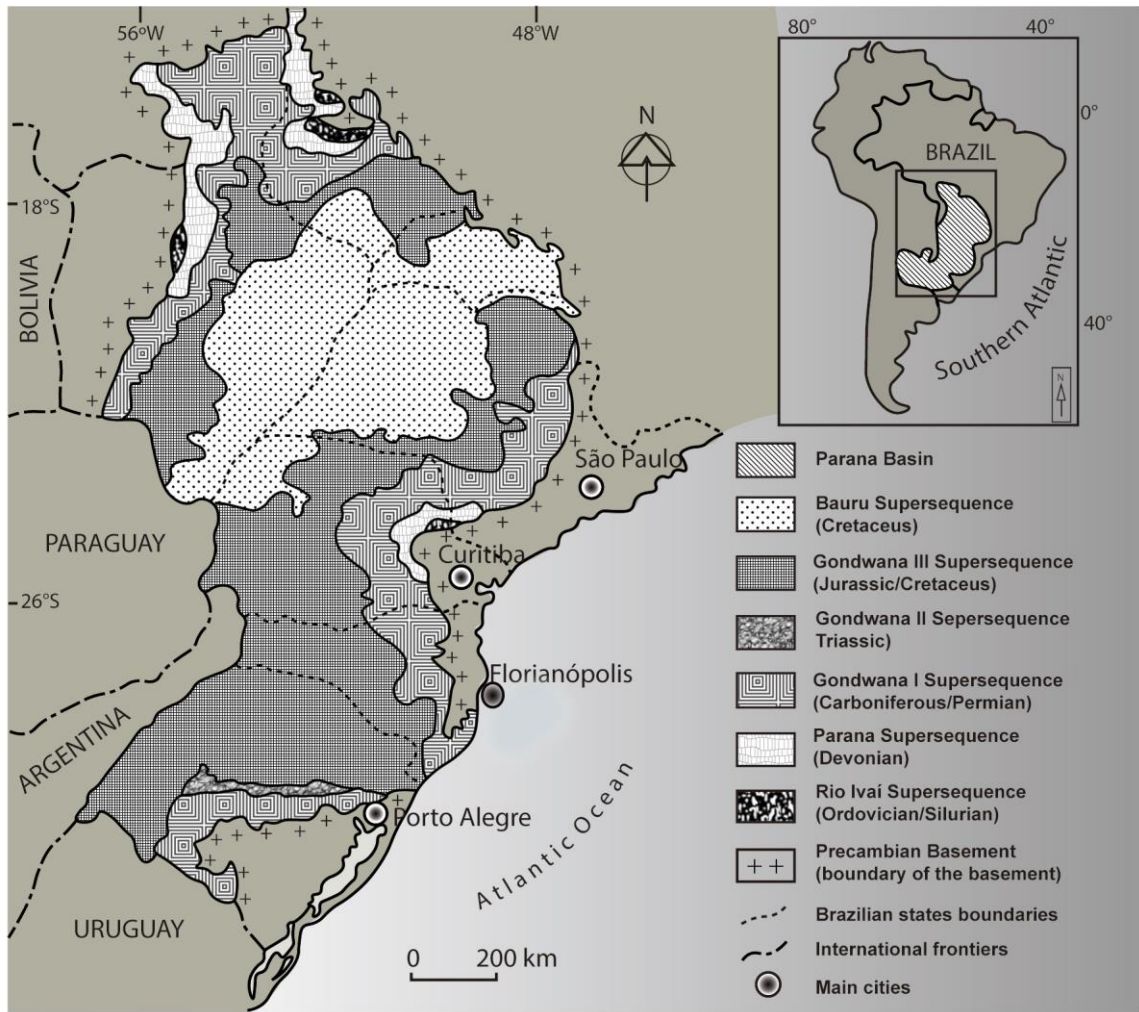 56°W
48°W
18°S
26°S
N
BOLIVIA
PARAGUAY
ARGENTINA
URUGUAY
São Paulo
Curitiba
Florianópolis
Porto Alegre
Atlantic Ocean
0 200 km
80°
40°
0°
BRAZIL
40°
Southern Atlantic
N
Parana Basin
Bauru Supersequence
(Cretaceus)
Gondwana III Supersequence
(Jurassic/Cretaceus)
Gondwana II Sepersequence
Triassic)
Gondwana I Supersequence
(Carboniferous/Permian)
Parana Supersequence
(Devonian)
Rio Ivaí Supersequence
(Ordovician/Silurian)
Precambian Basement
(boundary of the basement)
Brazilian states boundaries
International frontiers
Main cities